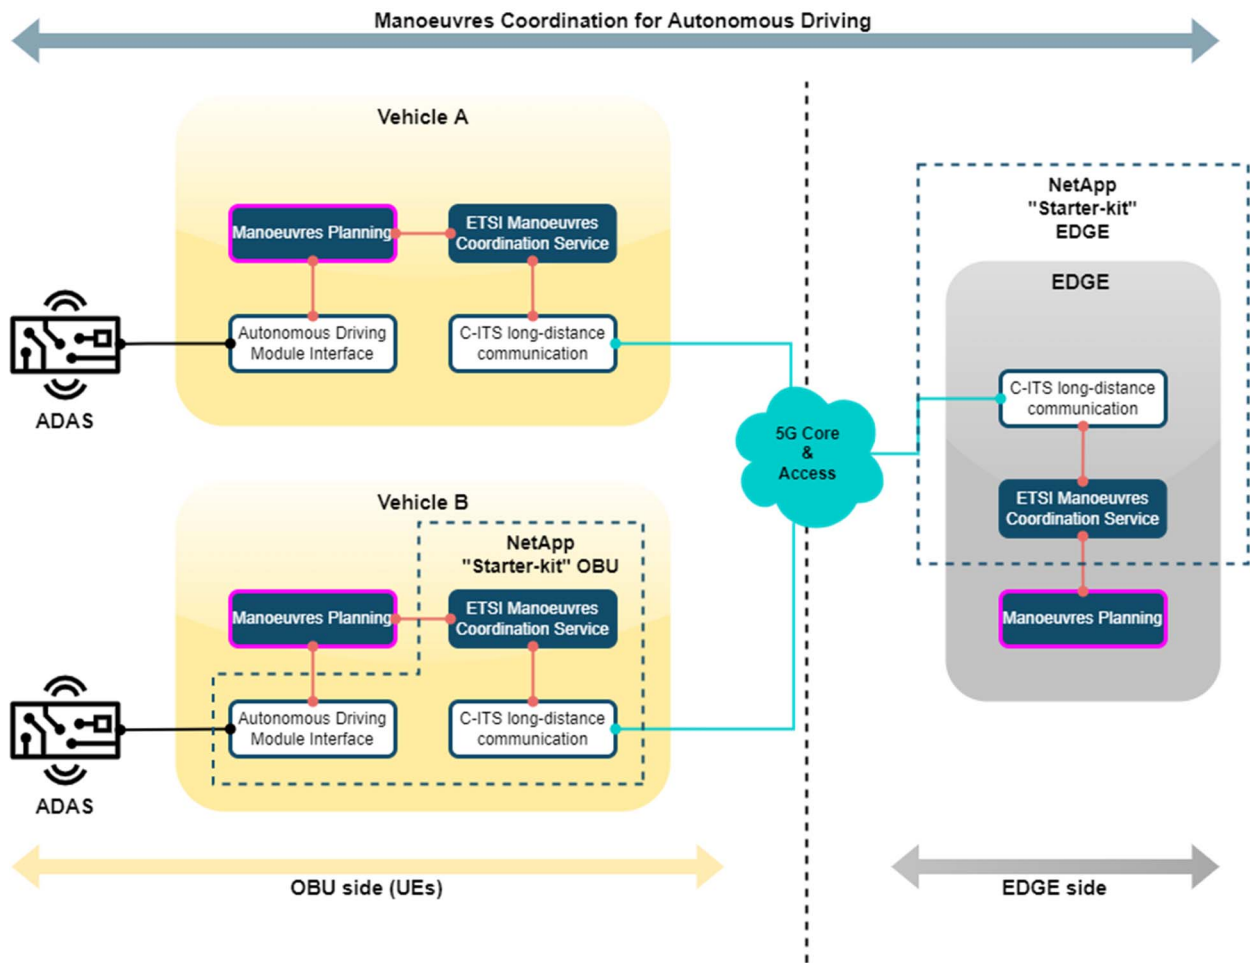 Manoeuvres Coordination for Autonomous Driving
Vehicle A
Manoeuvres Planning
ETSI Manoeuvres
Coordination Service
Autonomous Driving
Module Interface
C-ITS long-distance
communication
ADAS
5G Core
&
Access
NetApp
"Starter-kit"
EDGE
EDGE
C-ITS long-distance
communication
ETSI Manoeuvres
Coordination Service
Manoeuvres Planning
Vehicle B
NetApp
"Starter-kit" OBU
Manoeuvres Planning
ETSI Manoeuvres
Coordination Service
Autonomous Driving
Module Interface
C-ITS long-distance
communication
ADAS
OBU side (UEs)
EDGE side